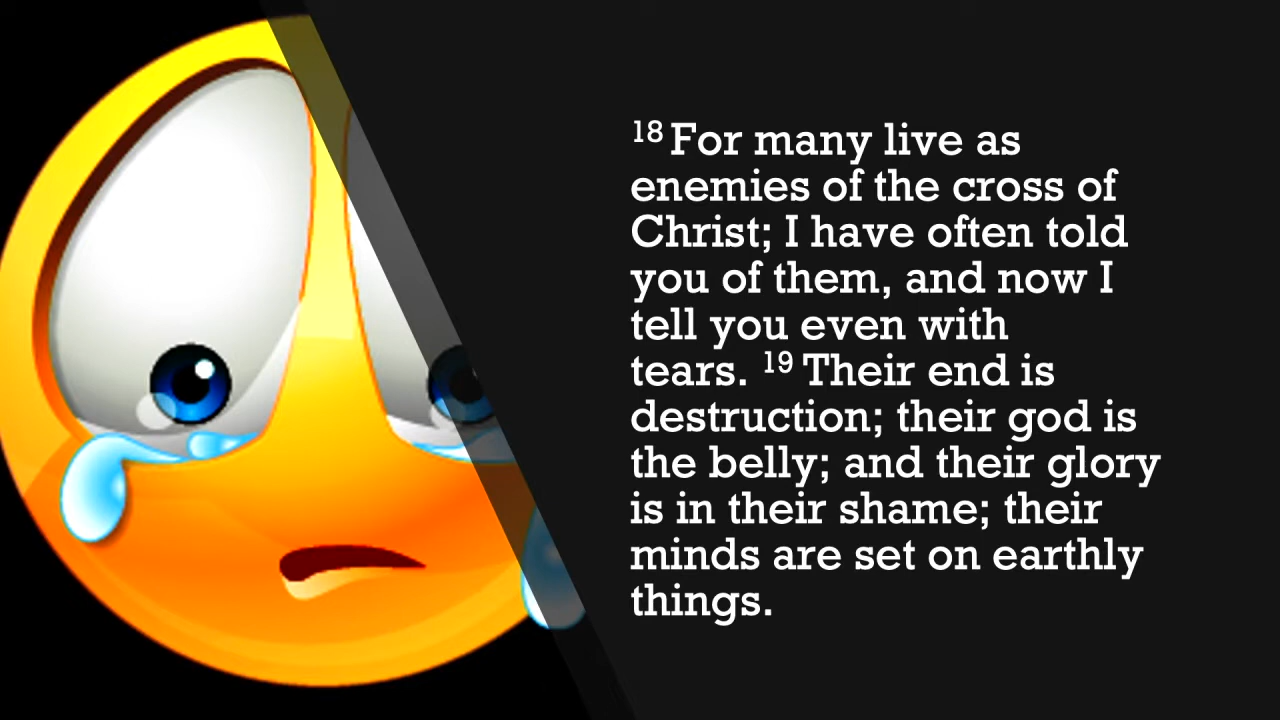 18 For many live as
enemies of the cross of
Christ; I have often told
you of them, and now I
tell you even with
tears. 19 Their end is
destruction; their god is
the belly; and their glory
is in their shame; their
minds are set on earthly
things.